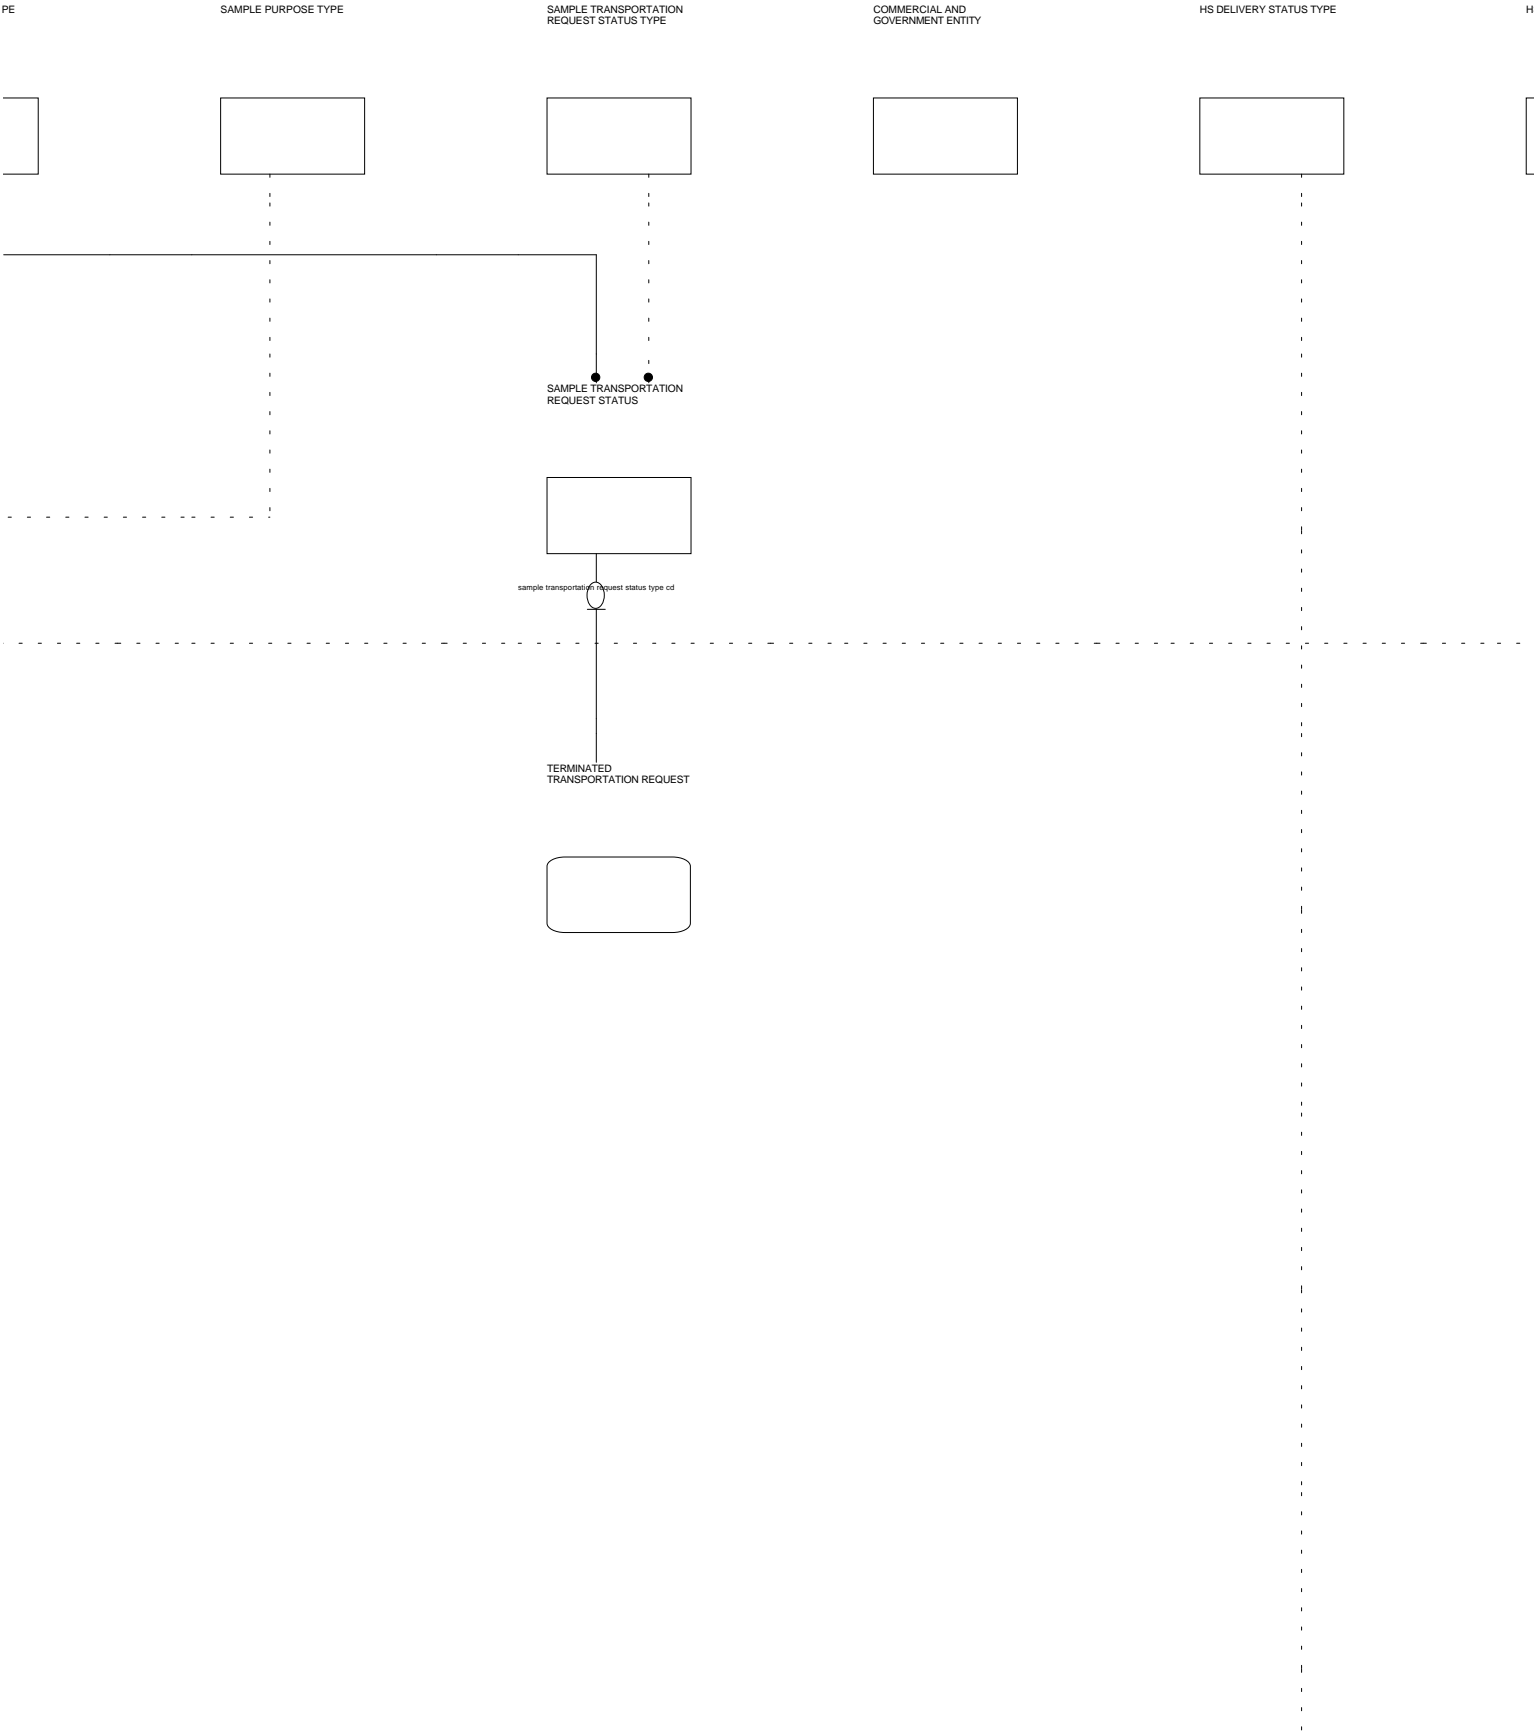 PE
SAMPLE PURPOSE TYPE
SAMPLE TRANSPORTATION
REQUEST STATUS TYPE
COMMERCIAL AND
GOVERNMENT ENTITY
HS DELIVERY STATUS TYPE
H
SAMPLE TRANSPORTATION
REQUEST STATUS
sample transportation request status type cd
TERMINATED
TRANSPORTATION REQUEST